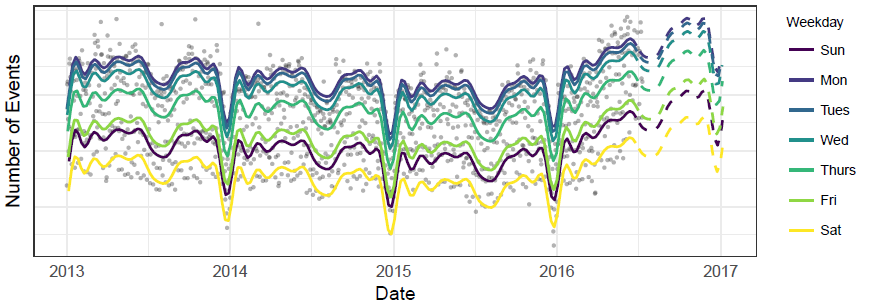 Number of Events
Weekday
Sun
Mon
Tues
Wed
Thurs
Fri
Sat
2013 2014 2015 2016 2017
Date